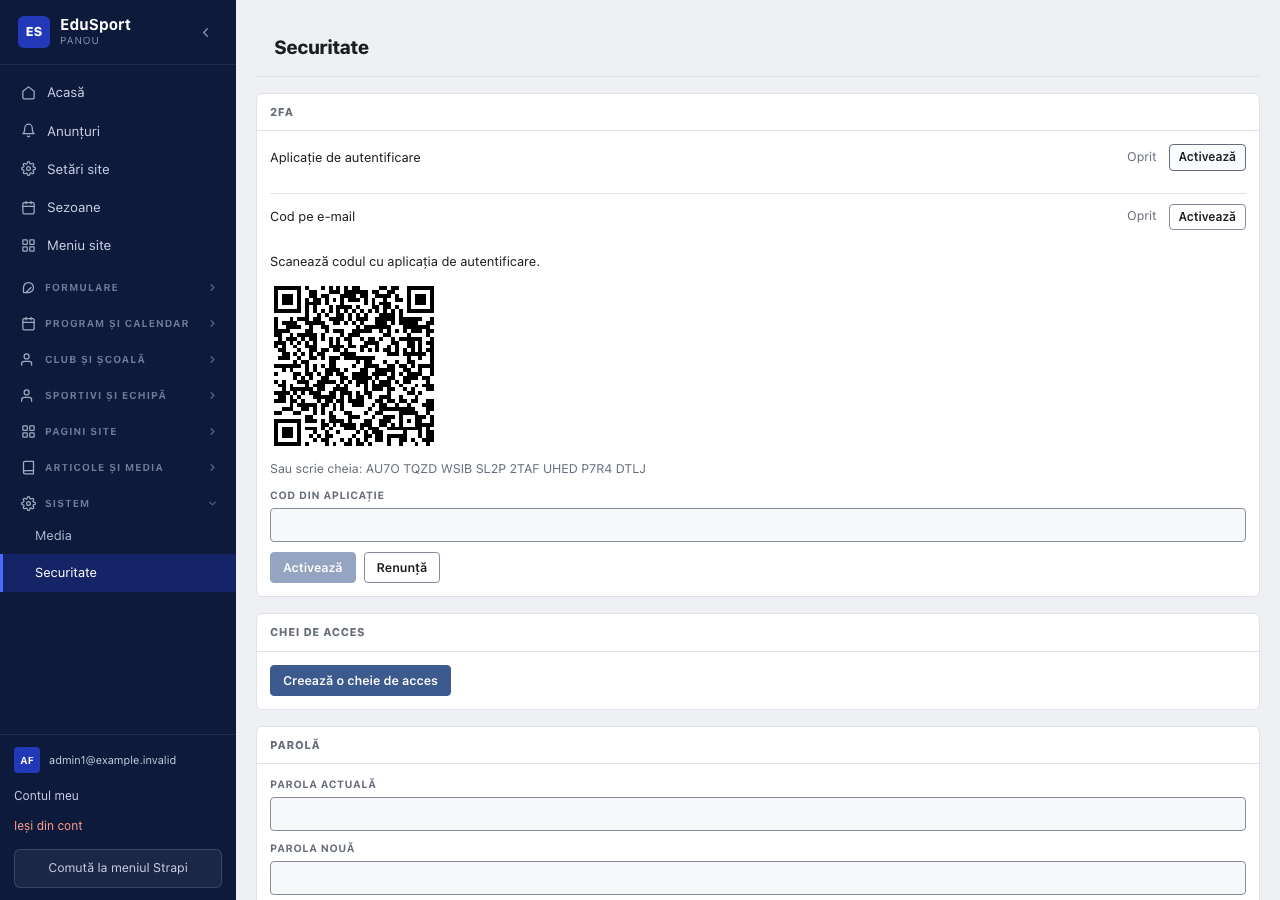 ES
EduSport
PANOU
Acasă
Anunțuri
Setări site
Sezoane
Meniu site
FORMULARE
PROGRAM ȘI CALENDAR
CLUB ȘI ȘCOALĂ
SPORTIVI ȘI ECHIPĂ
PAGINI SITE
ARTICOLE ȘI MEDIA
SISTEM
Media
Securitate
AF
admin1@example.invalid
Contul meu
Ieși din cont
Comută la meniul Strapi
Securitate
2FA
Aplicație de autentificare
Oprit Activează
Cod pe e-mail
Oprit Activează
Scanează codul cu aplicația de autentificare.
Sau scrie cheia: AU7O TQZD WSIB SL2P 2TAF UHED P7R4 DTLJ
COD DIN APLICAȚIE
Activează Renunță
CHEI DE ACCES
Creează o cheie de acces
PAROLĂ
PAROLA ACTUALĂ
PAROLA NOUĂ